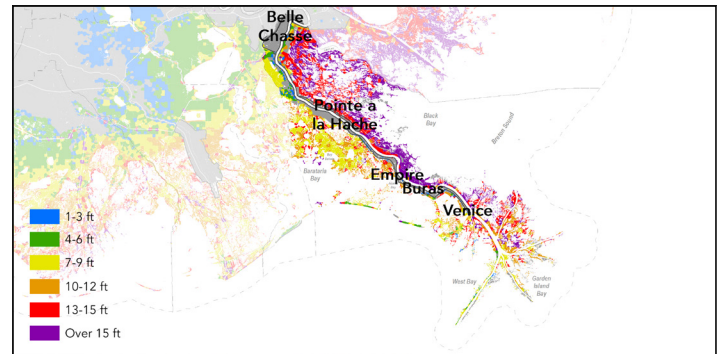 Belle
Chasse
Pointe a
la Hache
Black
Bay
Breton Sound
Barataria
Bay
Empire
Buras
Venice
West Bay
Garden
Island
Bay
1-3 ft
4-6 ft
7-9 ft
10-12 ft
13-15 ft
Over 15 ft